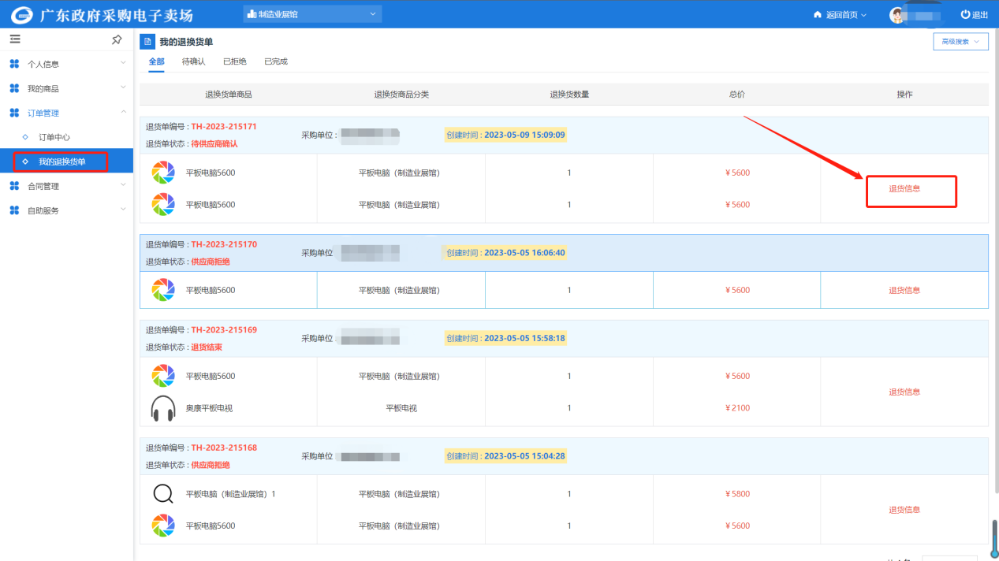 广东政府采购电子卖场
制造业展馆
返回首页
退出
个人信息
我的商品
订单管理
订单中心
我的退换货单
合同管理
自助服务
我的退换货单
高级搜索
全部 待确认 已拒绝 已完成
退换货单商品 退换货商品分类 退换货数量 总价 操作
退货单编号 : TH-2023-215171
退货单状态 : 待供应商确认
采购单位 :
创建时间 : 2023-05-09 15:09:09
平板电脑5600 平板电脑（制造业展馆） 1 ¥ 5600
退货信息
平板电脑5600 平板电脑（制造业展馆） 1 ¥ 5600
退货单编号 : TH-2023-215170
退货单状态 : 供应商拒绝
采购单位
创建时间 : 2023-05-05 16:06:40
平板电脑5600 平板电脑（制造业展馆） 1 ¥ 5600 退货信息
退货单编号 : TH-2023-215169
退货单状态 : 退货结束
采购单位
创建时间 : 2023-05-05 15:58:18
平板电脑5600 平板电脑（制造业展馆） 1 ¥ 5600
退货信息
奥康平板电视 平板电视 1 ¥ 2100
退货单编号 : TH-2023-215168
退货单状态 : 供应商拒绝
采购单位
创建时间 : 2023-05-05 15:04:28
平板电脑（制造业展馆）1 平板电脑（制造业展馆） 1 ¥ 5800
退货信息
平板电脑5600 平板电脑（制造业展馆） 1 ¥ 5600